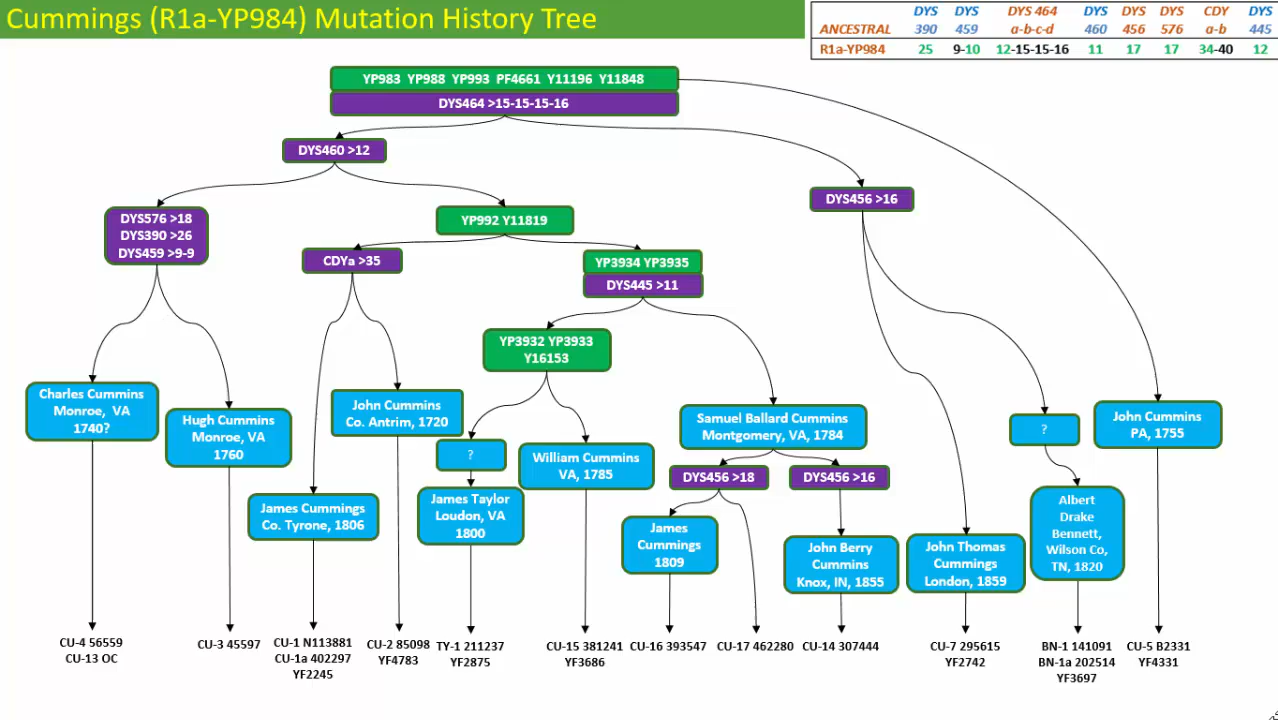 Cummings (R1a-YP984) Mutation History Tree
DYS DYS DYS 464 DYS DYS DYS CDY DYS
ANCESTRAL 390 459 a-b-c-d 460 456 576 a-b 445
R1a-YP984 25 9-10 12-15-15-16 11 17 17 34-40 12
YP983 YP988 YP993 PF4661 Y11196 Y11848
DYS464 >15-15-15-16
DYS460 >12
DYS456 >16
DYS576 >18
DYS390 >26
DYS459 >9-9
YP992 Y11819
CDYa >35
YP3934 YP3935
DYS445 >11
YP3932 YP3933
Y16153
Charles Cummins
Monroe, VA
1740?
Hugh Cummins
Monroe, VA
1760
John Cummins
Co. Antrim, 1720
Samuel Ballard Cummins
Montgomery, VA, 1784
?
John Cummins
PA, 1755
?
William Cummins
VA, 1785
DYS456 >18
DYS456 >16
James Cummings
Co. Tyrone, 1806
James Taylor
Loudon, VA
1800
James
Cummings
1809
John Berry
Cummins
Knox, IN, 1855
John Thomas
Cummings
London, 1859
Albert
Drake
Bennett,
Wilson Co,
TN, 1820
CU-4 56559
CU-13 OC
CU-3 45597
CU-1 N113881
CU-1a 402297
YF2245
CU-2 85098
YF4783
TY-1 211237
YF2875
CU-15 381241
YF3686
CU-16 393547
CU-17 462280
CU-14 307444
CU-7 295615
YF2742
BN-1 141091
BN-1a 202514
YF3697
CU-5 B2331
YF4331